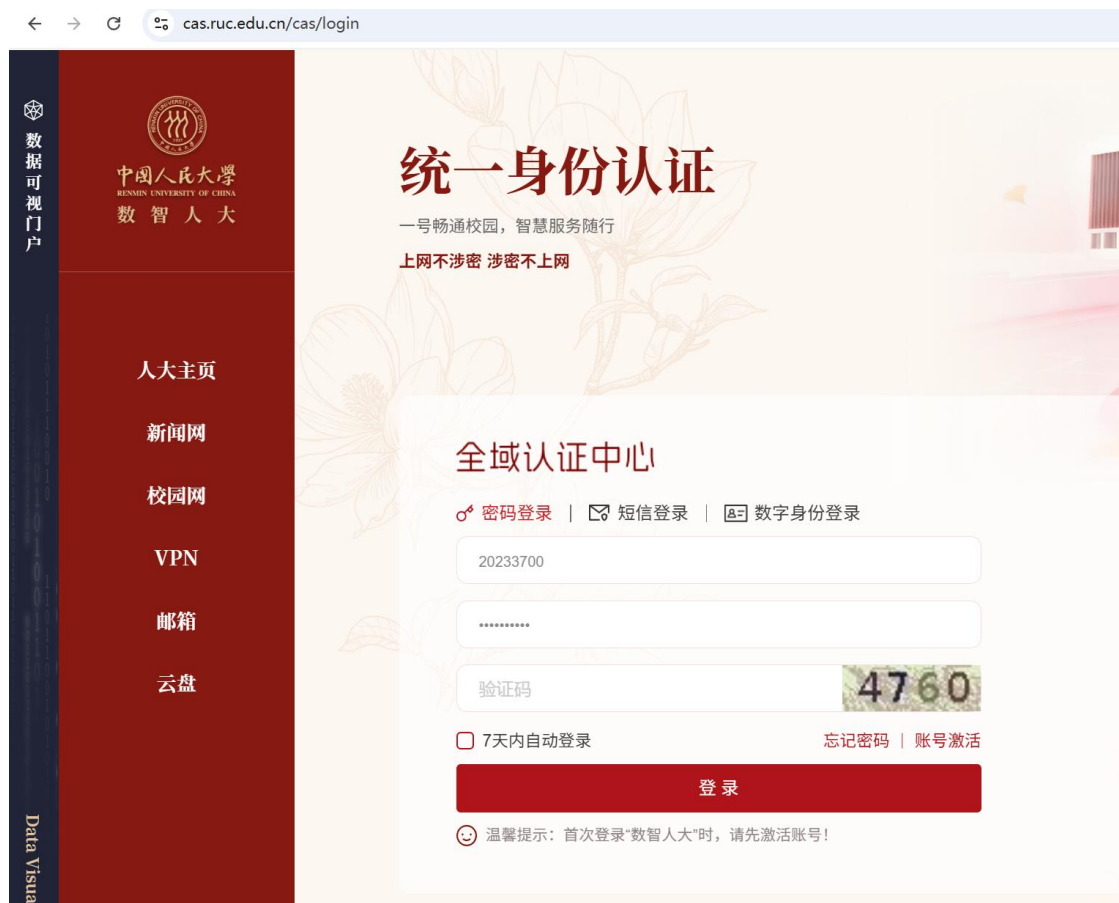 cas.ruc.edu.cn/cas/login
数据可视门户
Data Visua
中国人民大學
RENMIN UNIVERSITY OF CHINA
数智人大
人大主页
新闻网
校园网
VPN
邮箱
云盘
统一身份认证
一号畅通校园，智慧服务随行
上网不涉密 涉密不上网
全域认证中心
密码登录 | 短信登录 | 数字身份登录
20233700
••••••••••
验证码 4760
7天内自动登录 忘记密码 | 账号激活
登 录
温馨提示：首次登录“数智人大”时，请先激活账号！